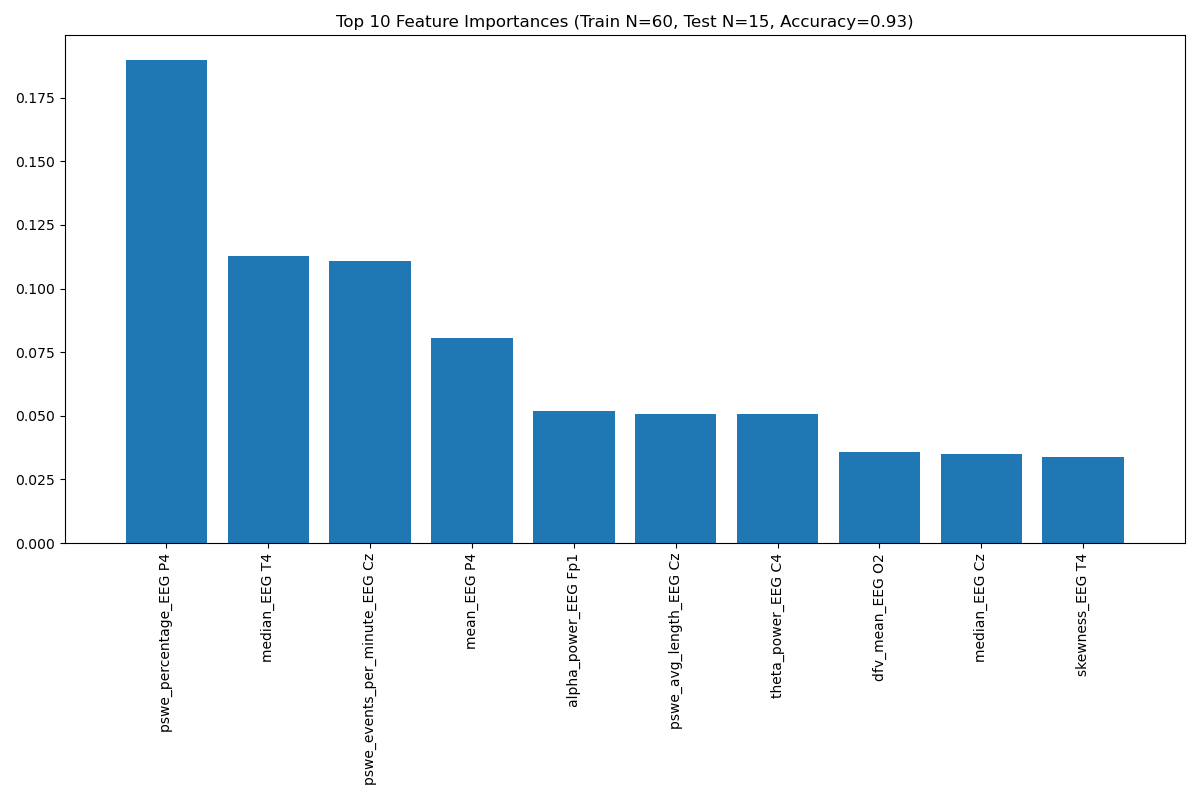 Top 10 Feature Importances (Train N=60, Test N=15, Accuracy=0.93)
0.175
0.150
0.125
0.100
0.075
0.050
0.025
0.000
pswe_percentage_EEG P4
median_EEG T4
pswe_events_per_minute_EEG Cz
mean_EEG P4
alpha_power_EEG Fp1
pswe_avg_length_EEG Cz
theta_power_EEG C4
dfv_mean_EEG O2
median_EEG Cz
skewness_EEG T4